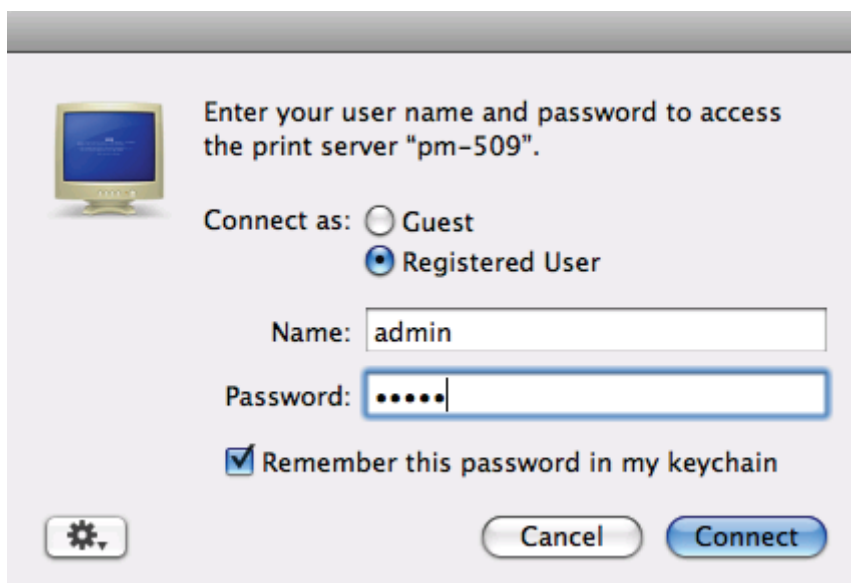 Enter your user name and password to access
the print server “pm-509”.
Connect as: Guest
Registered User
Name: admin
Password: •••••
Remember this password in my keychain
Cancel Connect